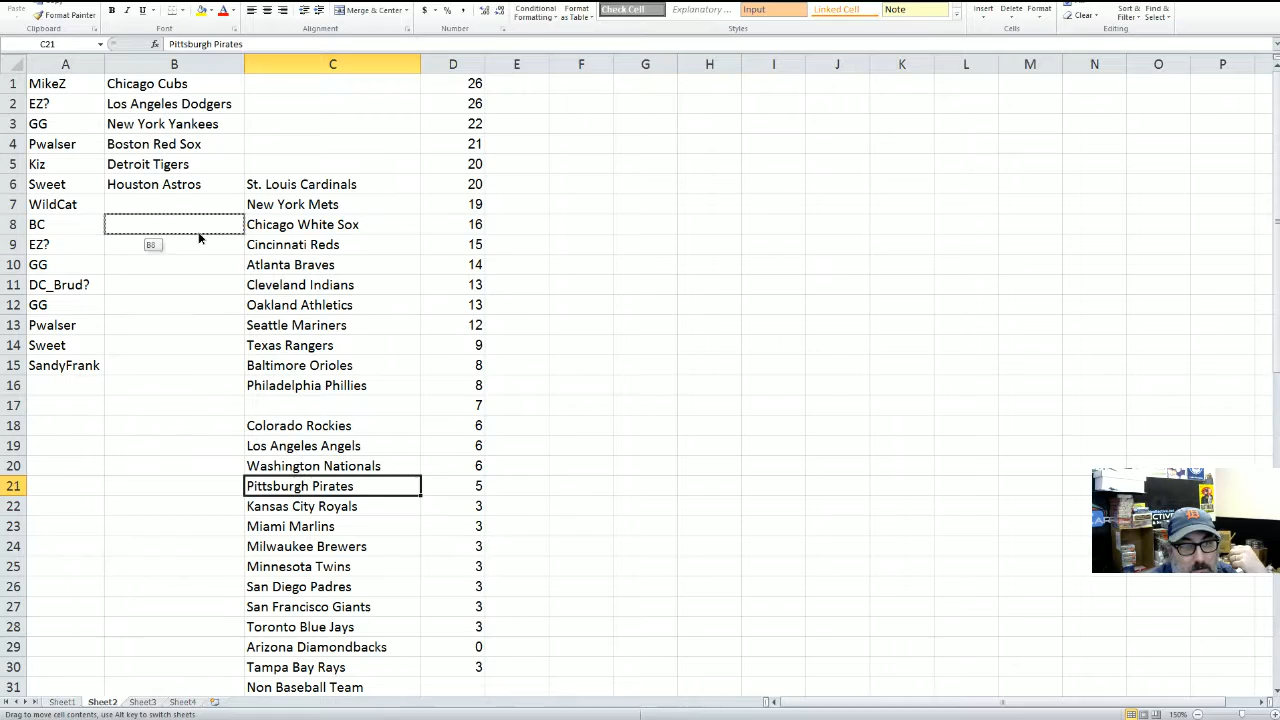 Paste
Format Painter
Clipboard
B I U
Font
Merge & Center
Alignment
$ % ,
Number
Conditional Formatting
Format as Table
Check Cell
Explanatory ...
Input
Linked Cell
Note
Styles
Insert Delete Format
Cells
Clear
Sort & Filter
Find & Select
Editing
C21 fx Pittsburgh Pirates
A B C D E F G H I J K L M N O P
1 MikeZ Chicago Cubs 26
2 EZ? Los Angeles Dodgers 26
3 GG New York Yankees 22
4 Pwalser Boston Red Sox 21
5 Kiz Detroit Tigers 20
6 Sweet Houston Astros St. Louis Cardinals 20
7 WildCat New York Mets 19
8 BC Chicago White Sox 16
9 EZ? B8 Cincinnati Reds 15
10 GG Atlanta Braves 14
11 DC_Brud? Cleveland Indians 13
12 GG Oakland Athletics 13
13 Pwalser Seattle Mariners 12
14 Sweet Texas Rangers 9
15 SandyFrank Baltimore Orioles 8
16 Philadelphia Phillies 8
17 7
18 Colorado Rockies 6
19 Los Angeles Angels 6
20 Washington Nationals 6
21 Pittsburgh Pirates 5
22 Kansas City Royals 3
23 Miami Marlins 3
24 Milwaukee Brewers 3
25 Minnesota Twins 3
26 San Diego Padres 3
27 San Francisco Giants 3
28 Toronto Blue Jays 3
29 Arizona Diamondbacks 0
30 Tampa Bay Rays 3
31 Non Baseball Team
Sheet1 Sheet2 Sheet3 Sheet4
Drag to move cell contents, use Alt key to switch sheets
150%